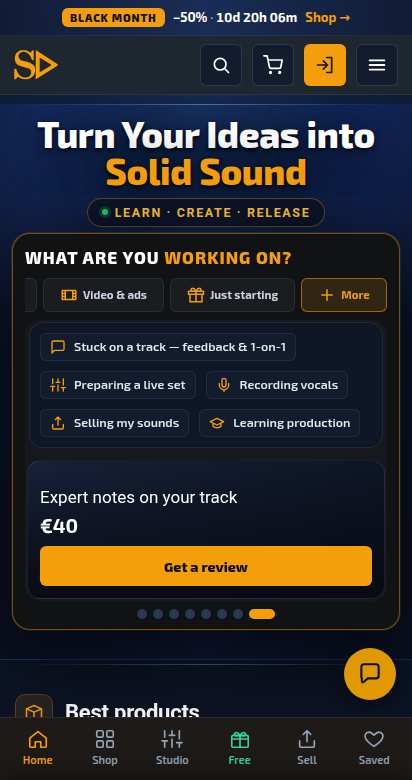 BLACK MONTH −50% · 10d 20h 06m Shop →
Turn Your Ideas into
Solid Sound
LEARN · CREATE · RELEASE
WHAT ARE YOU WORKING ON?
Video & ads
Just starting
More
Stuck on a track — feedback & 1-on-1
Preparing a live set
Recording vocals
Selling my sounds
Learning production
Expert notes on your track
€40
Get a review
Best products
Home
Shop
Studio
Free
Sell
Saved